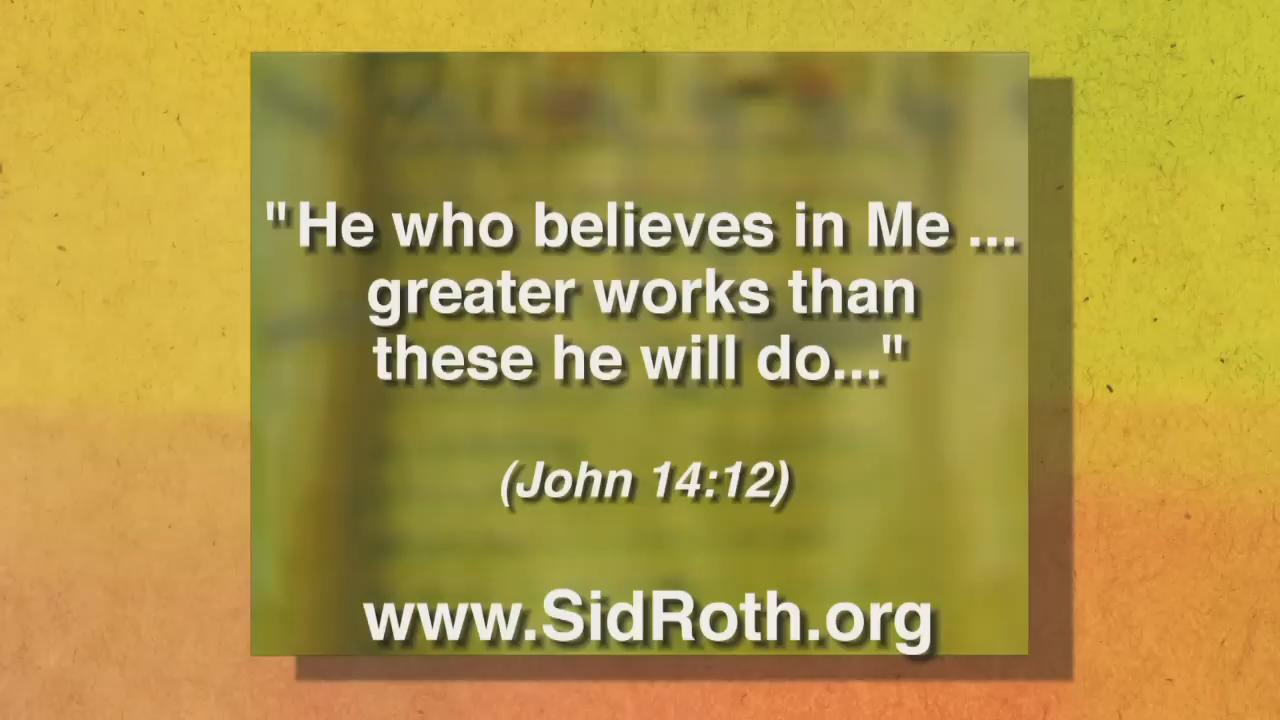 "He who believes in Me ...
greater works than
these he will do..."
(John 14:12)
www.SidRoth.org